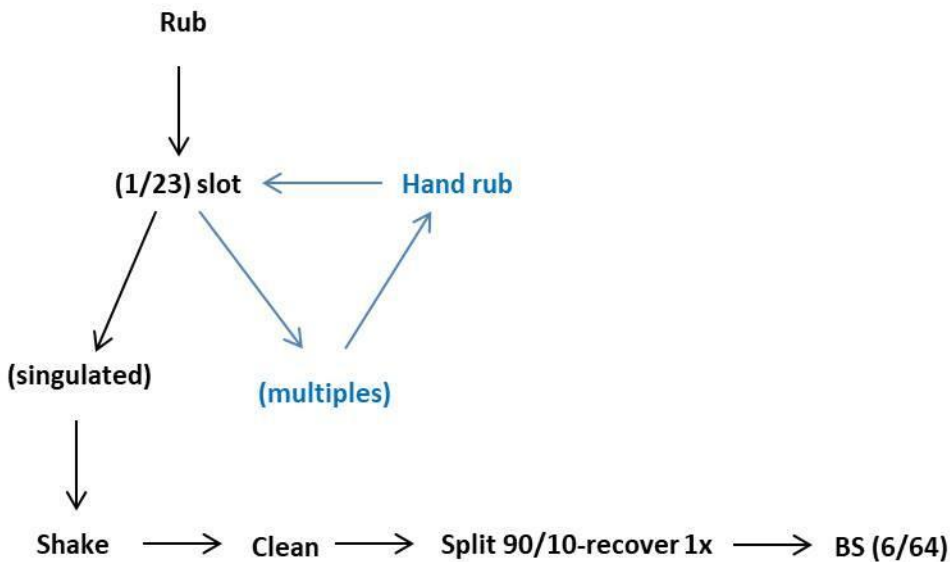 Rub
(1/23) slot
Hand rub
(singulated)
(multiples)
Shake
Clean
Split 90/10-recover 1x
BS (6/64)